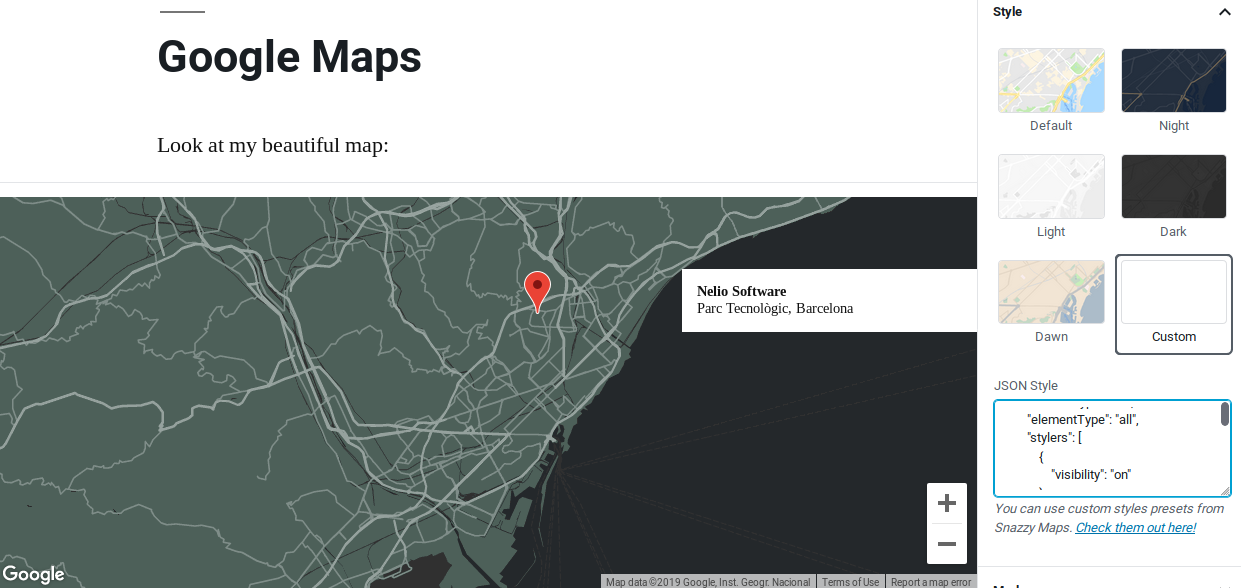 Google Maps
Look at my beautiful map:
Nelio Software
Parc Tecnològic, Barcelona
Google
Map data ©2019 Google, Inst. Geogr. Nacional
Terms of Use
Report a map error
Style
Default
Night
Light
Dark
Dawn
Custom
JSON Style
"elementType": "all",
"stylers": [
{
"visibility": "on"
You can use custom styles presets from
Snazzy Maps. Check them out here!